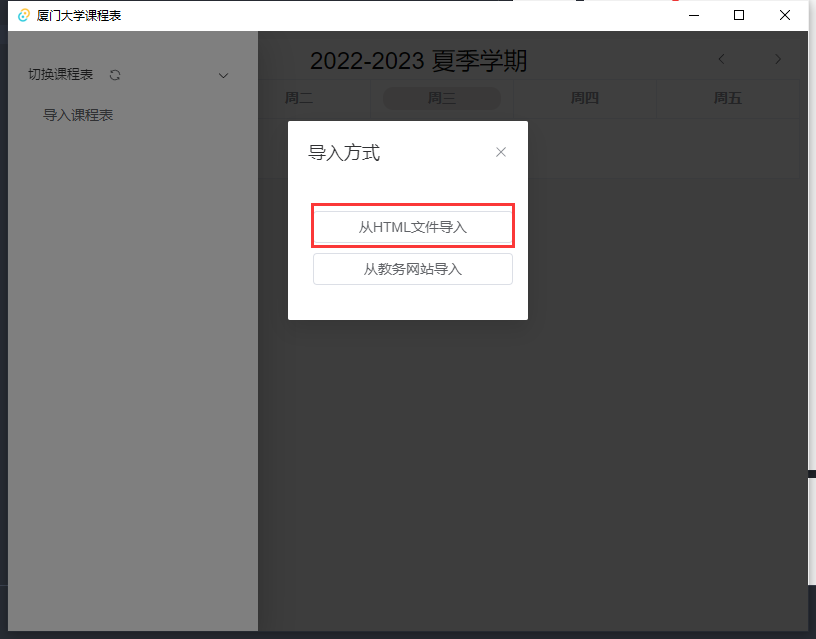 厦门大学课程表
切换课程表
导入课程表
2022-2023 夏季学期
周二 周三 周四 周五
导入方式
从HTML文件导入
从教务网站导入